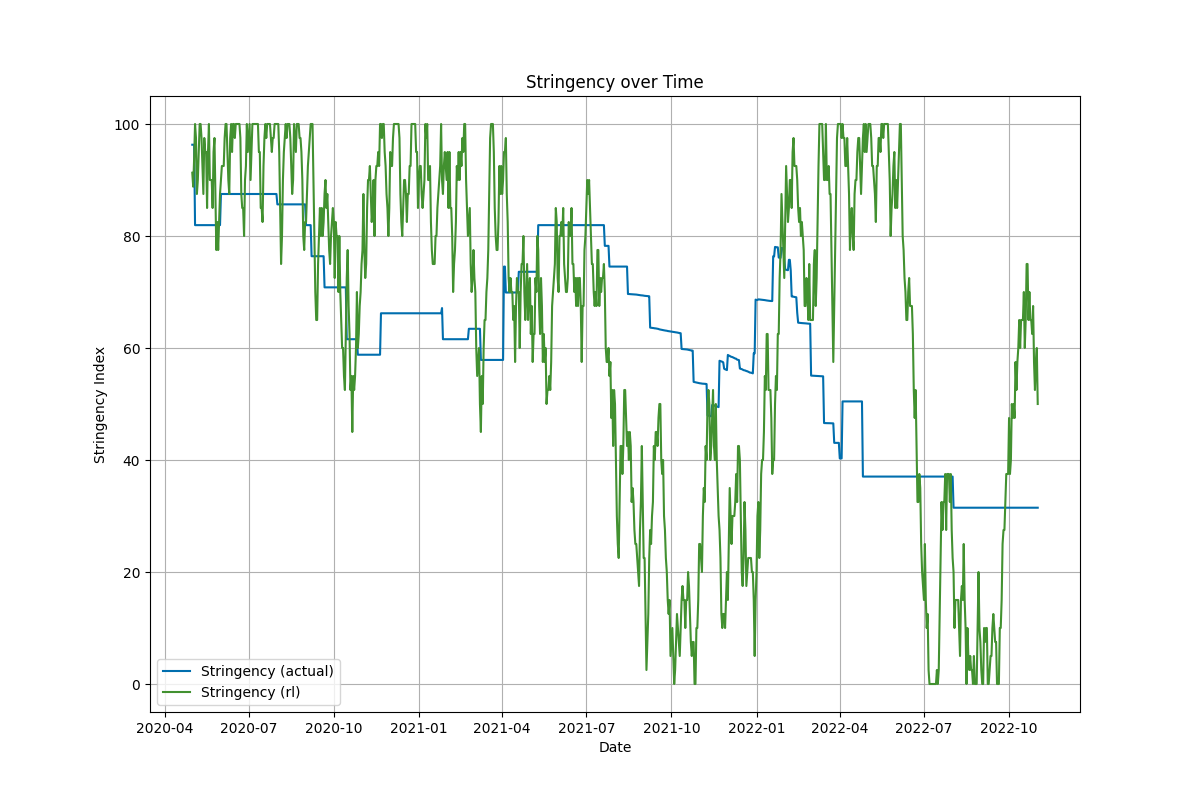 Stringency over Time
Stringency Index
100
80
60
40
20
0
Stringency (actual)
Stringency (rl)
2020-04 2020-07 2020-10 2021-01 2021-04 2021-07 2021-10 2022-01 2022-04 2022-07 2022-10
Date